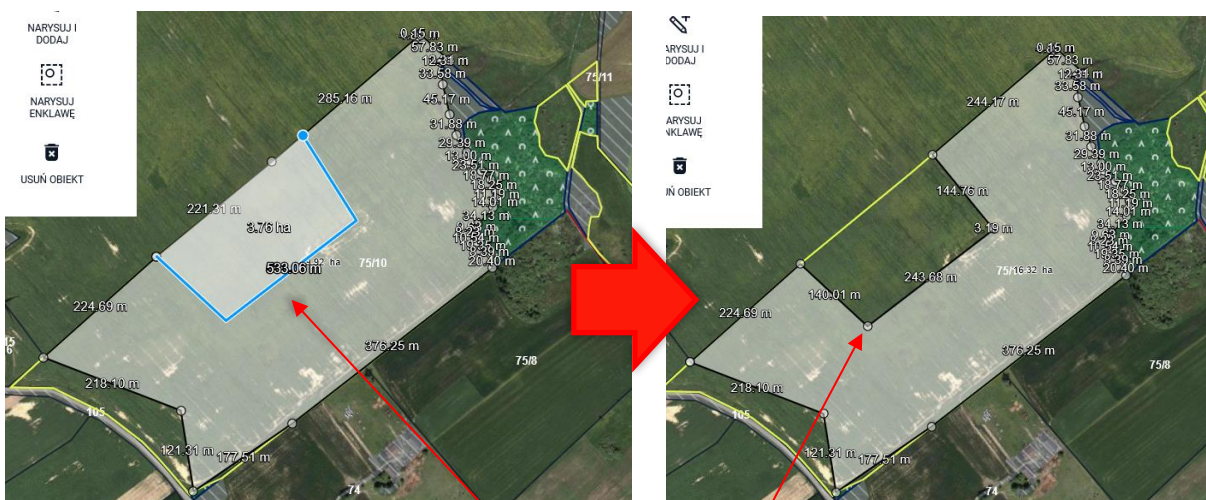 NARYSUJ I
DODAJ
NARYSUJ
ENKLAWĘ
USUŃ OBIEKT
0.15 m
57.83 m
12.31 m
33.58 m
75/11
285.16 m
45.17 m
31.88 m
29.39 m
13.00 m
23.51 m
18.77 m
18.25 m
11.19 m
14.01 m
34.13 m
221.31 m
3.76 ha
20.40 m
533.06 m
75/10
224.69 m
376.25 m
75/8
218.10 m
105
121.31 m
177.51 m
74
ARYSUJ I
DODAJ
ARYSUJ
NKLAWĘ
UŃ OBIEKT
0.15 m
57.83 m
12.31 m
33.58 m
244.17 m
45.17 m
31.88 m
29.39 m
13.00 m
23.51 m
18.77 m
18.25 m
11.19 m
14.01 m
34.13 m
144.76 m
3.19 m
20.40 m
243.68 m
16.32 ha
140.01 m
224.69 m
376.25 m
75/8
218.10 m
105
121.31 m
177.51 m
74